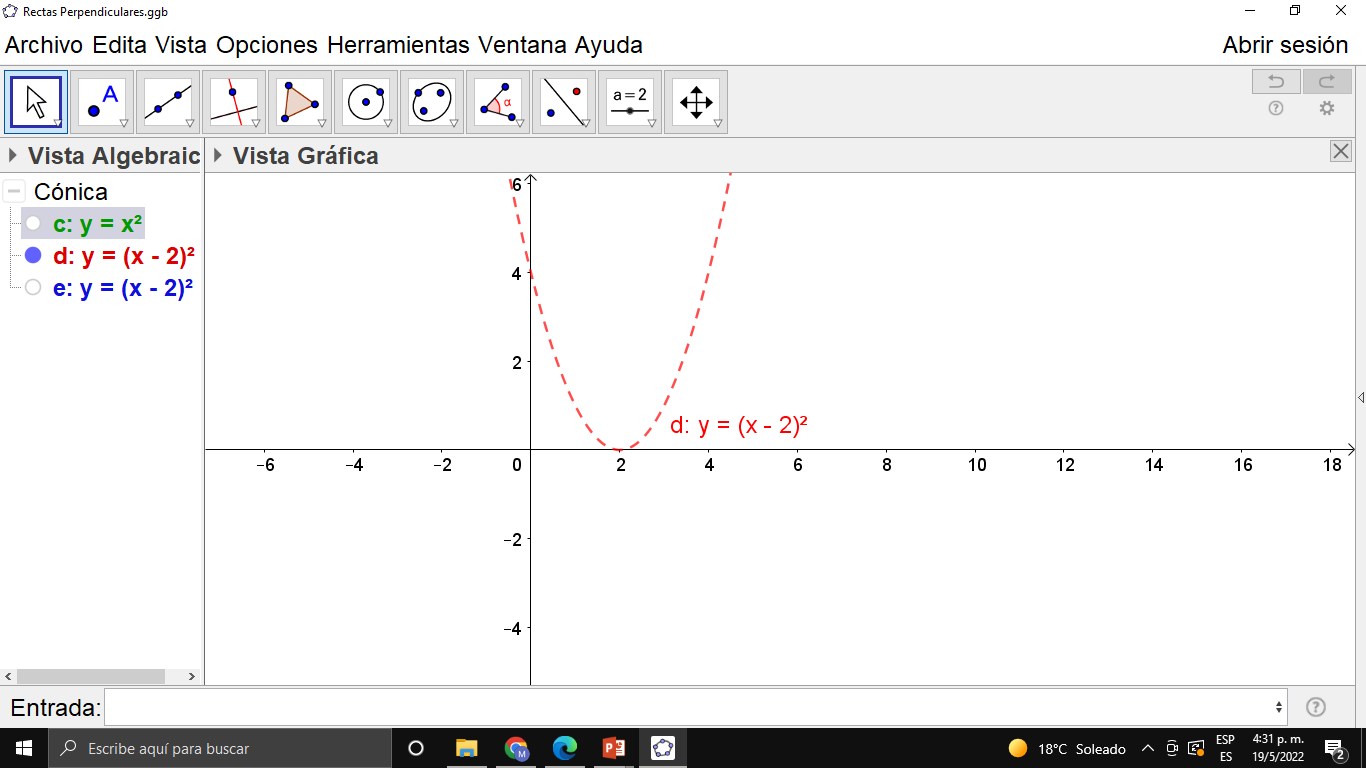 Rectas Perpendiculares.ggb
Archivo Edita Vista Opciones Herramientas Ventana Ayuda
Abrir sesión
A
α
a = 2
Vista Algebraic
Vista Gráfica
Cónica
c: y = x²
d: y = (x - 2)²
e: y = (x - 2)²
6
4
2
−2
−4
−6 −4 −2 0 2 4 6 8 10 12 14 16 18
d: y = (x - 2)²
Entrada:
Escribe aquí para buscar
M
P
18°C Soleado
ESP
ES
4:31 p. m.
19/5/2022
2